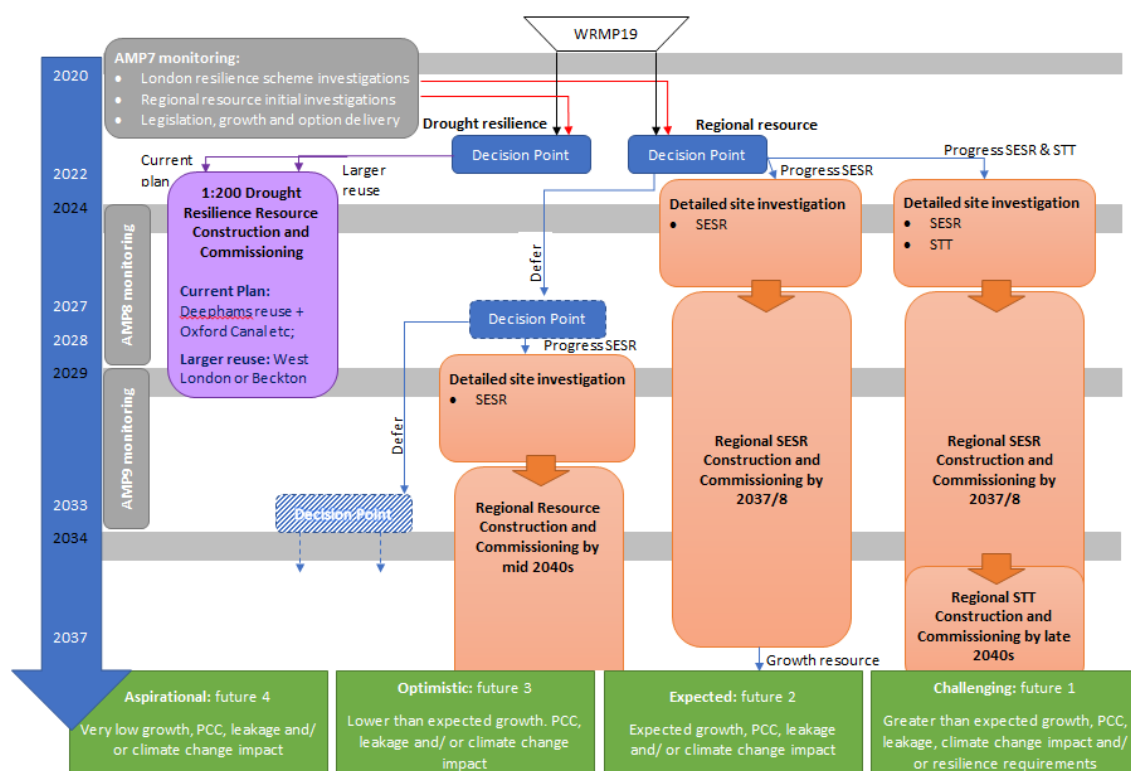 WRMP19
AMP7 monitoring:
● London resilience scheme investigations
● Regional resource initial investigations
● Legislation, growth and option delivery
2020
2022
2024
2027
2028
2029
2033
2034
2037
AMP8 monitoring
AMP9 monitoring
Drought resilience
Decision Point
Regional resource
Decision Point
Current
plan
Larger
reuse
1:200 Drought
Resilience Resource
Construction and
Commissioning
Current Plan:
Deephams reuse +
Oxford Canal etc;
Larger reuse: West
London or Beckton
Defer
Decision Point
Progress SESR
Defer
Decision Point
Detailed site investigation
● SESR
Regional Resource
Construction and
Commissioning by
mid 2040s
Progress SESR
Detailed site investigation
● SESR
Regional SESR
Construction and
Commissioning by
2037/8
Growth resource
Progress SESR & STT
Detailed site investigation
● SESR
● STT
Regional SESR
Construction and
Commissioning by
2037/8
Regional STT
Construction and
Commissioning by late
2040s
Aspirational: future 4
Very low growth, PCC, leakage and/
or climate change impact
Optimistic: future 3
Lower than expected growth. PCC,
leakage and/ or climate change
impact
Expected: future 2
Expected growth, PCC, leakage
and/ or climate change impact
Challenging: future 1
Greater than expected growth, PCC,
leakage, climate change impact and/
or resilience requirements